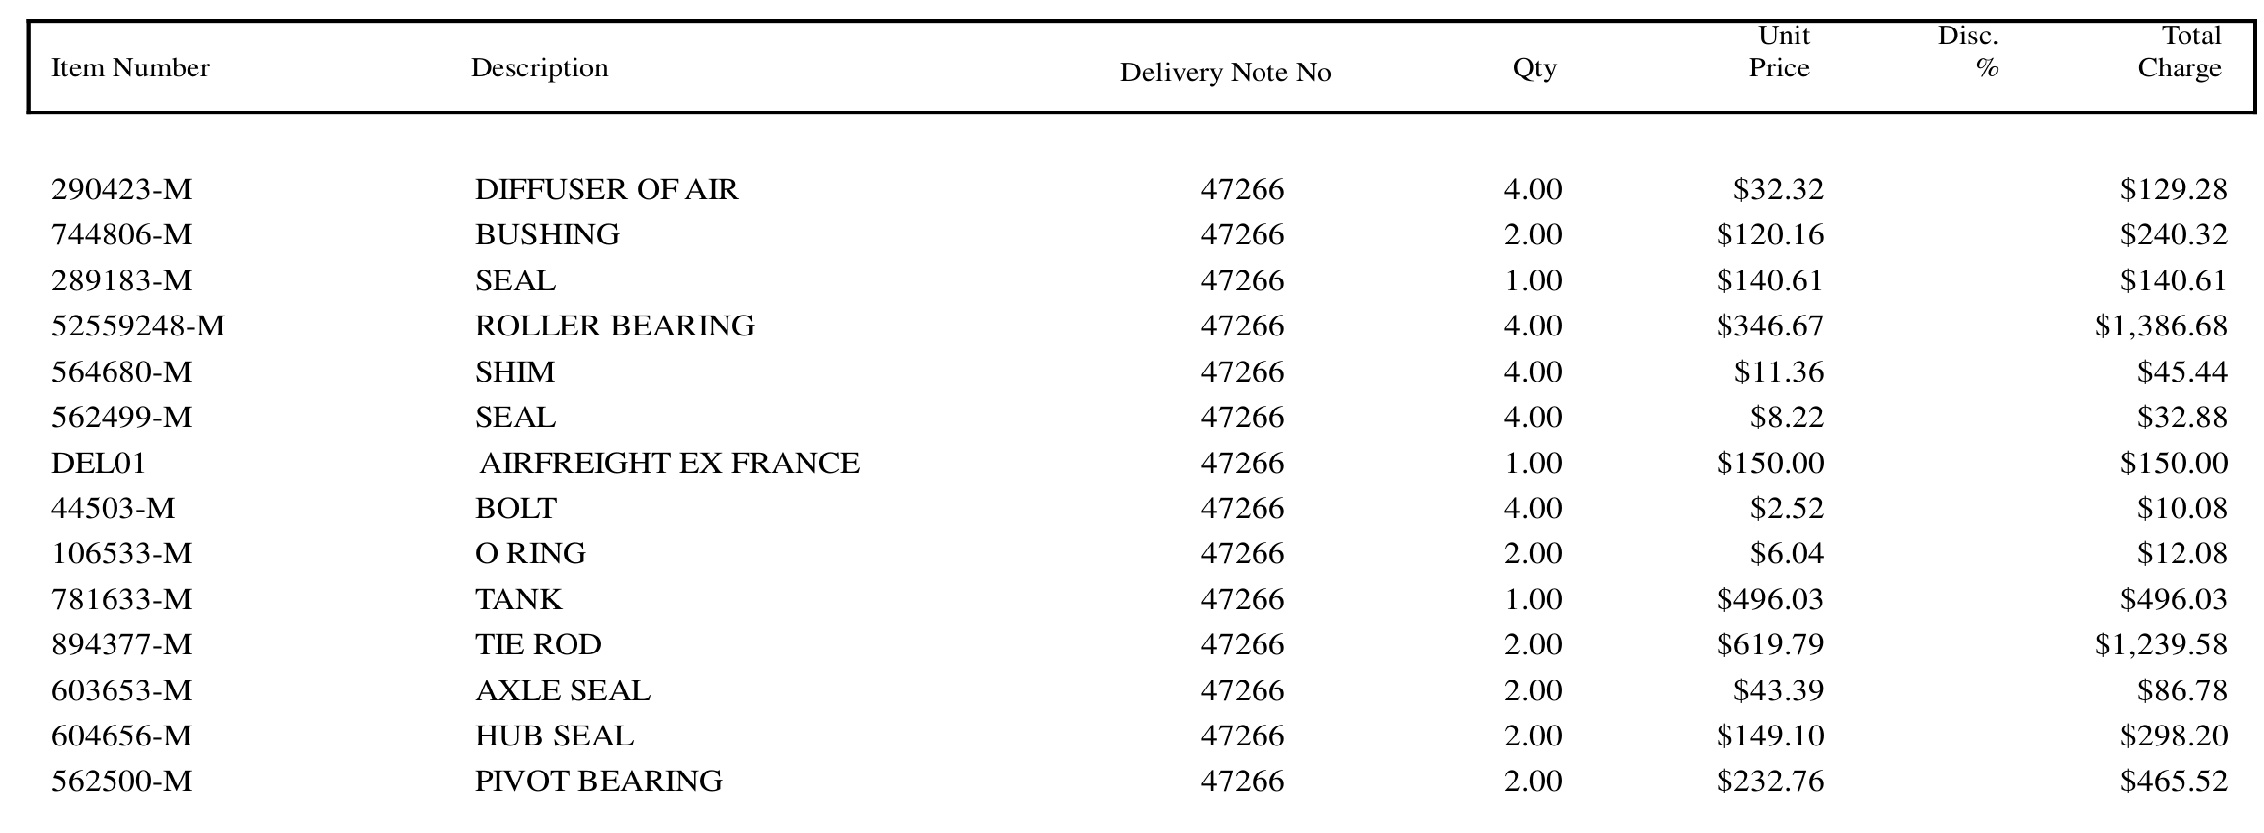 Item Number Description Delivery Note No Qty Unit Price Disc. % Total Charge
290423-M DIFFUSER OF AIR 47266 4.00 $32.32 $129.28
744806-M BUSHING 47266 2.00 $120.16 $240.32
289183-M SEAL 47266 1.00 $140.61 $140.61
52559248-M ROLLER BEARING 47266 4.00 $346.67 $1,386.68
564680-M SHIM 47266 4.00 $11.36 $45.44
562499-M SEAL 47266 4.00 $8.22 $32.88
DEL01 AIRFREIGHT EX FRANCE 47266 1.00 $150.00 $150.00
44503-M BOLT 47266 4.00 $2.52 $10.08
106533-M O RING 47266 2.00 $6.04 $12.08
781633-M TANK 47266 1.00 $496.03 $496.03
894377-M TIE ROD 47266 2.00 $619.79 $1,239.58
603653-M AXLE SEAL 47266 2.00 $43.39 $86.78
604656-M HUB SEAL 47266 2.00 $149.10 $298.20
562500-M PIVOT BEARING 47266 2.00 $232.76 $465.52